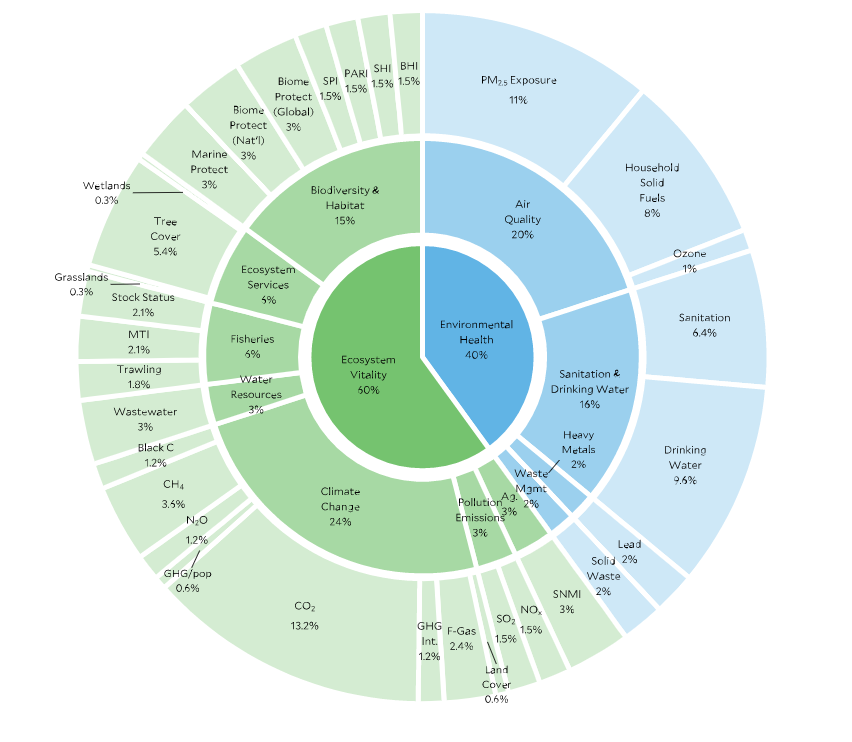 Environmental
Health
40%
Ecosystem
Vitality
60%
Air
Quality
20%
Sanitation &
Drinking Water
16%
Heavy
Metals
2%
Waste
Mgmt
2%
Ag.
3%
Pollution
Emissions
3%
Climate
Change
24%
Water
Resources
3%
Fisheries
6%
Ecosystem
Services
6%
Biodiversity &
Habitat
15%
PM₂.₅ Exposure
11%
Household
Solid
Fuels
8%
Ozone
1%
Sanitation
6.4%
Drinking
Water
9.6%
Lead
2%
Solid
Waste
2%
SNMI
3%
NOₓ
1.5%
SO₂
1.5%
Land
Cover
0.6%
F-Gas
2.4%
GHG
Int.
1.2%
CO₂
13.2%
GHG/pop
0.6%
N₂O
1.2%
CH₄
3.6%
Black C
1.2%
Wastewater
3%
Trawling
1.8%
MTI
2.1%
Stock Status
2.1%
Grasslands
0.3%
Tree
Cover
5.4%
Wetlands
0.3%
Marine
Protect
3%
Biome
Protect
(Nat'l)
3%
Biome
Protect
(Global)
3%
SPI
1.5%
PARI
1.5%
SHI
1.5%
BHI
1.5%